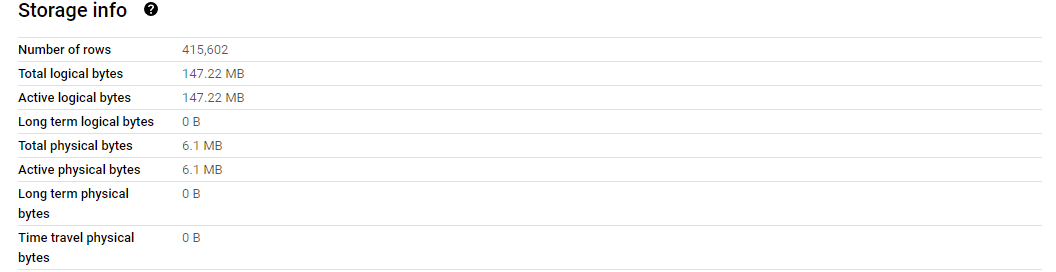 Storage info ?
Number of rows 415,602
Total logical bytes 147.22 MB
Active logical bytes 147.22 MB
Long term logical bytes 0 B
Total physical bytes 6.1 MB
Active physical bytes 6.1 MB
Long term physical 0 B
bytes
Time travel physical 0 B
bytes